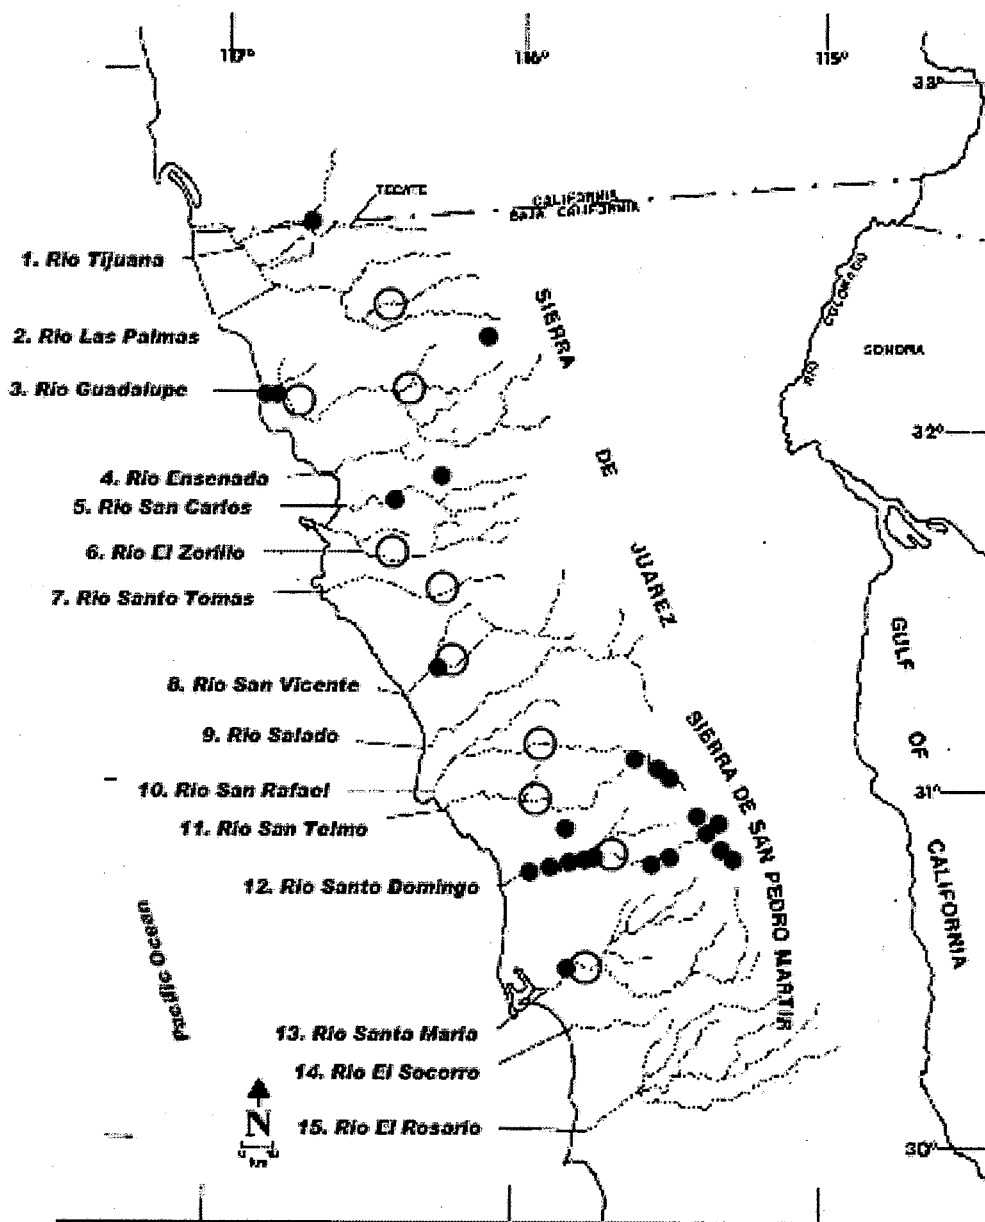 117° 116° 115°
33°
TECATE
CALIFORNIA
BAJA CALIFORNIA
1. Rio Tijuana
SIERRA
DE
JUAREZ
RIO
COLORADO
SONORA
2. Rio Las Palmas
3. Rio Guadalupe
32°
4. Rio Ensenada
5. Rio San Carlos
6. Rio El Zorillo
7. Rio Santo Tomas
GULF
OF
CALIFORNIA
8. Rio San Vicente
9. Rio Salado
SIERRA DE SAN PEDRO MARTIR
10. Rio San Rafael
31°
11. Rio San Telmo
12. Rio Santo Domingo
Pacific Ocean
13. Rio Santa Maria
14. Rio El Socorro
N
km
15. Rio El Rosario
30°